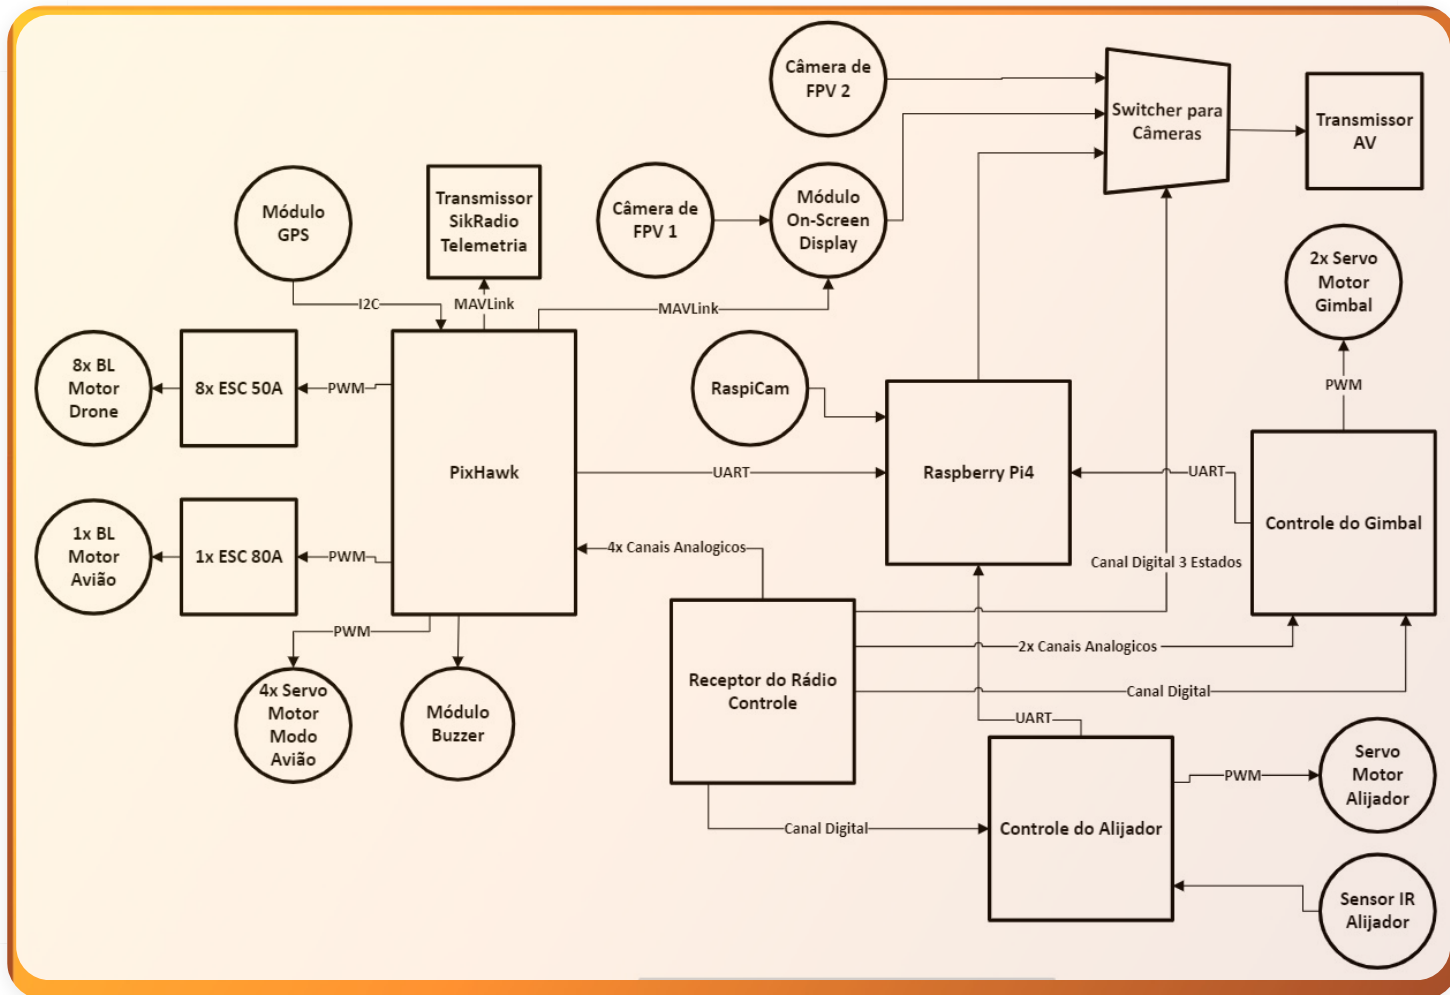 Câmera de
FPV 2
Switcher para
Câmeras
Transmissor
AV
Módulo
GPS
Transmissor
SikRadio
Telemetria
Câmera de
FPV 1
Módulo
On-Screen
Display
2x Servo
Motor
Gimbal
I2C
MAVLink
MAVLink
8x BL
Motor
Drone
8x ESC 50A
PWM
RaspiCam
PWM
PixHawk
UART
Raspberry Pi4
UART
Controle do Gimbal
1x BL
Motor
Avião
1x ESC 80A
PWM
4x Canais Analogicos
Canal Digital 3 Estados
PWM
2x Canais Analogicos
4x Servo
Motor
Modo
Avião
Módulo
Buzzer
Receptor do Rádio
Controle
Canal Digital
UART
Servo
Motor
Alijador
PWM
Canal Digital
Controle do Alijador
Sensor IR
Alijador